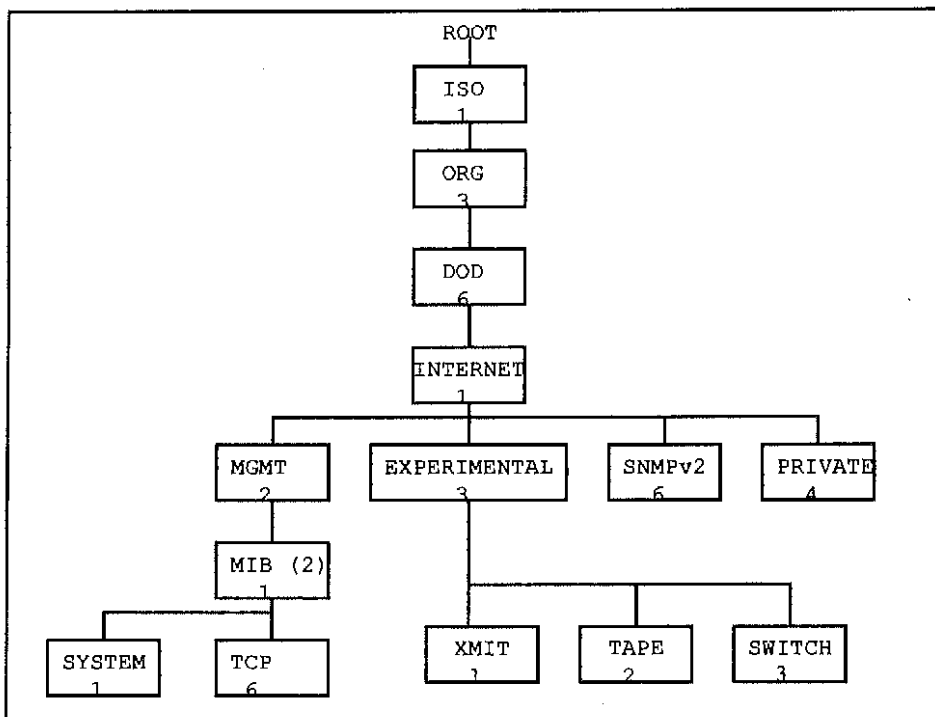 ROOT
ISO
1
ORG
3
DOD
6
INTERNET
1
MGMT EXPERIMENTAL SNMPv2 PRIVATE
2 3 6 4
MIB (2)
1
SYSTEM TCP XMIT TAPE SWITCH
1 6 1 2 3